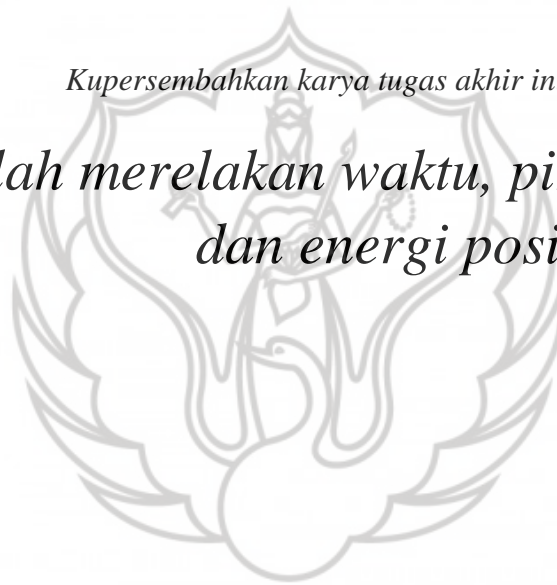 Kupersembahkan karya tugas akhir in
lah merelakan waktu, pi
dan energi posi